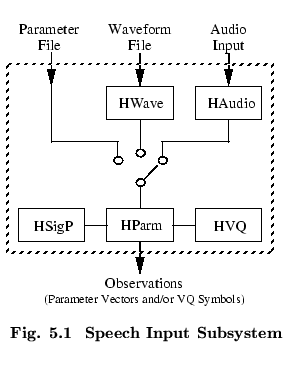 Parameter File
Waveform File
Audio Input
HWave
HAudio
HSigP
HParm
HVQ
Observations
(Parameter Vectors and/or VQ Symbols)
Fig. 5.1 Speech Input Subsystem